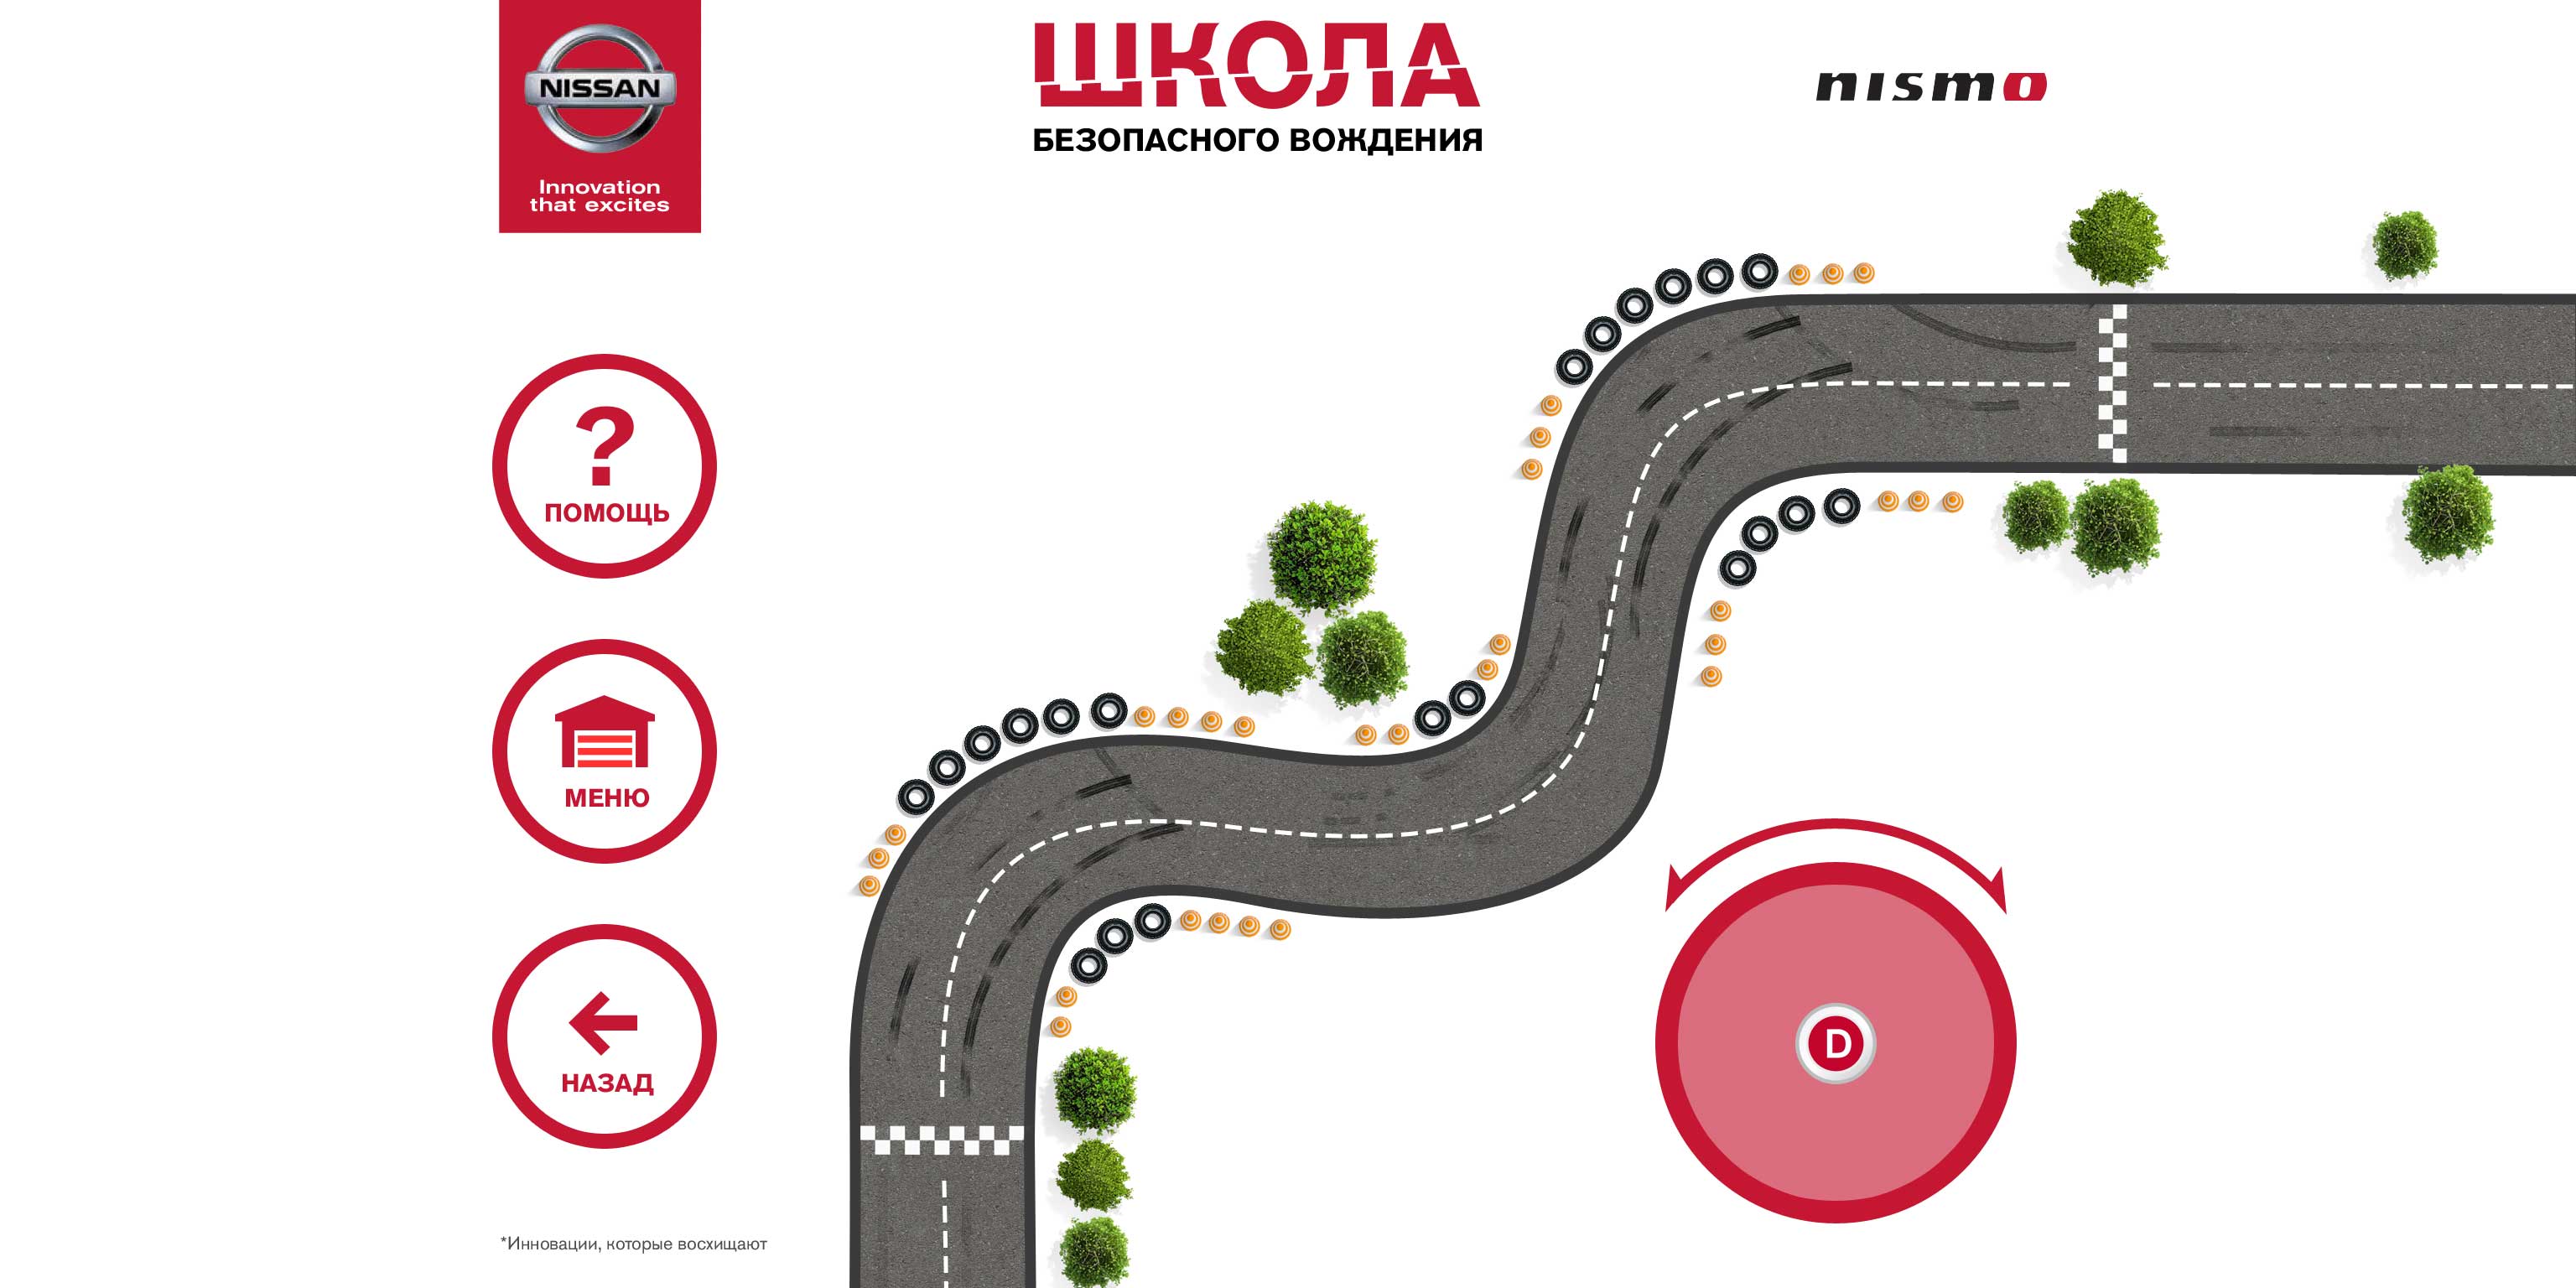 NISSAN
Innovation
that excites
ШКОЛА
БЕЗОПАСНОГО ВОЖДЕНИЯ
nismo
?
ПОМОЩЬ
МЕНЮ
НАЗАД
D
*Инновации, которые восхищают